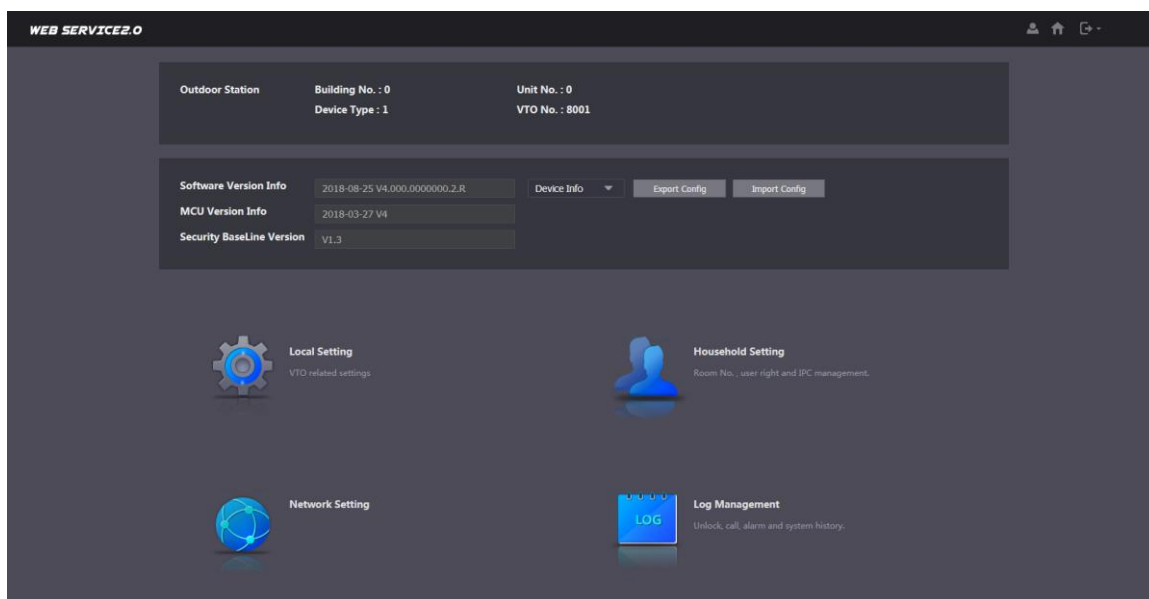 WEB SERVICE2.0
Outdoor Station Building No. : 0 Unit No. : 0
Device Type : 1 VTO No. : 8001
Software Version Info 2018-08-25 V4.000.0000000.2.R Device Info Export Config Import Config
MCU Version Info 2018-03-27 V4
Security BaseLine Version V1.3
Local Setting
VTO related settings
Household Setting
Room No. , user right and IPC management.
Network Setting
LOG
Log Management
Unlock, call, alarm and system history.